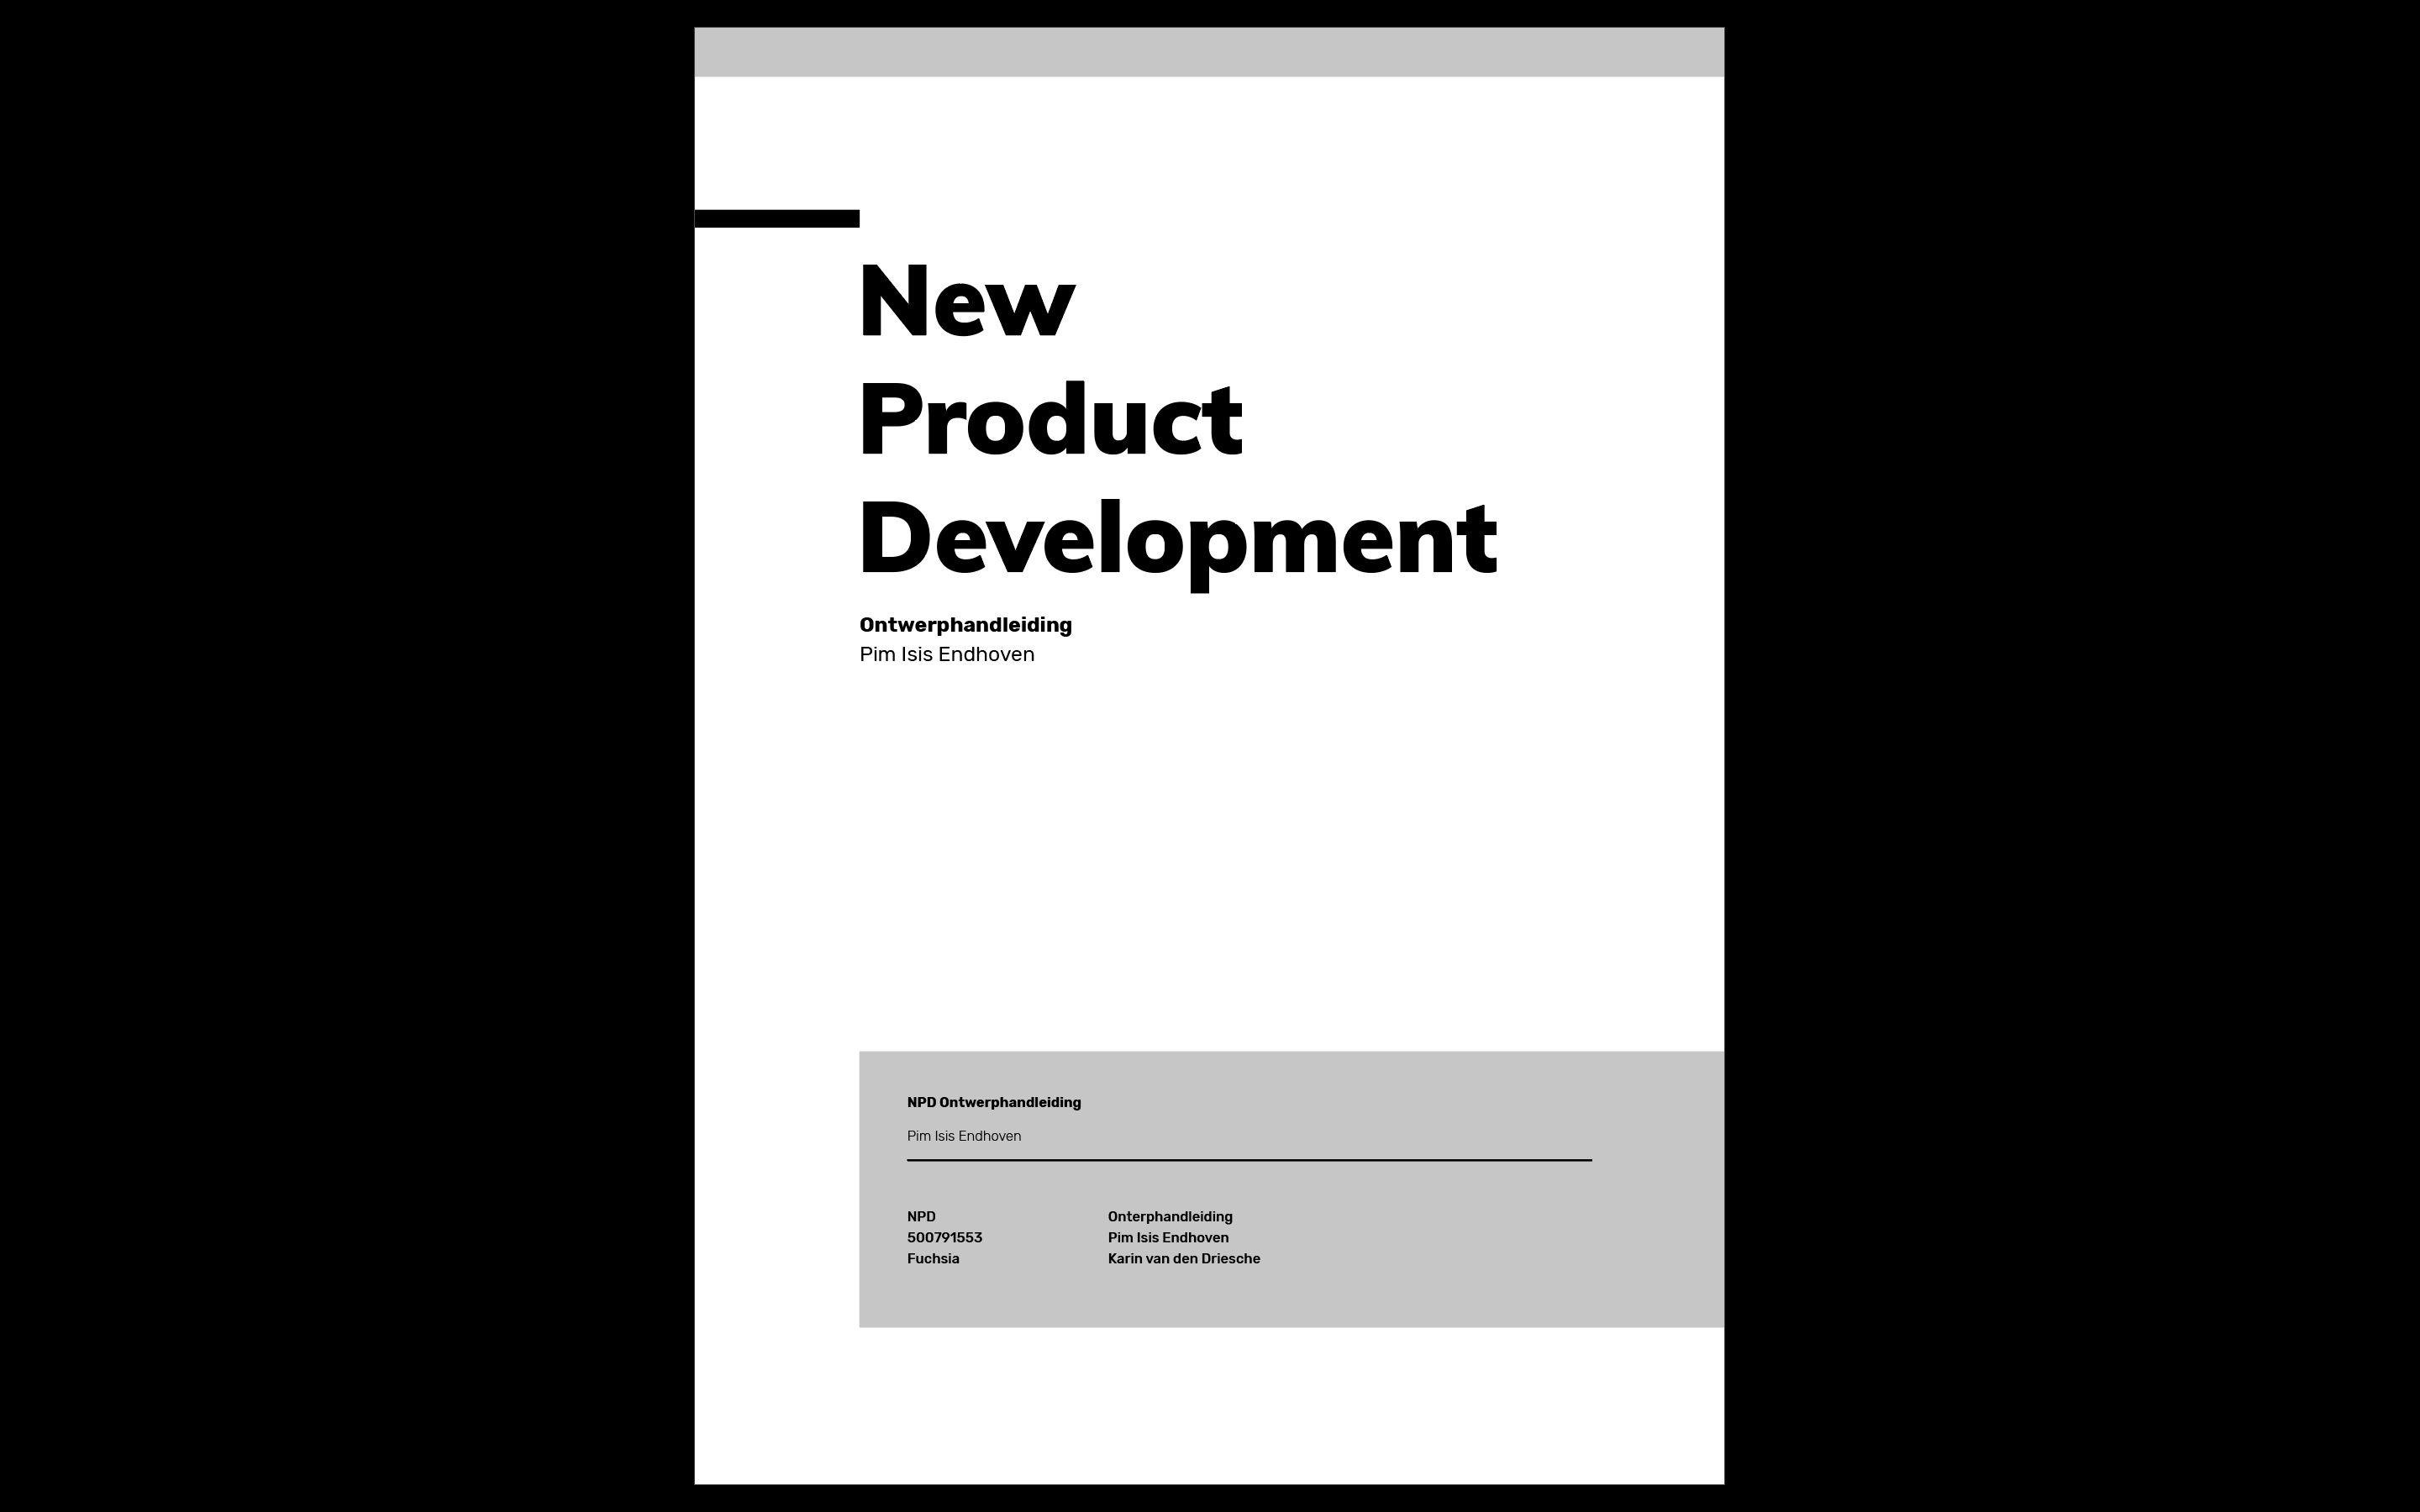 New
Product
Development
Ontwerphandleiding
Pim Isis Endhoven
NPD Ontwerphandleiding
Pim Isis Endhoven
NPD Onterphandleiding
500791553 Pim Isis Endhoven
Fuchsia Karin van den Driesche